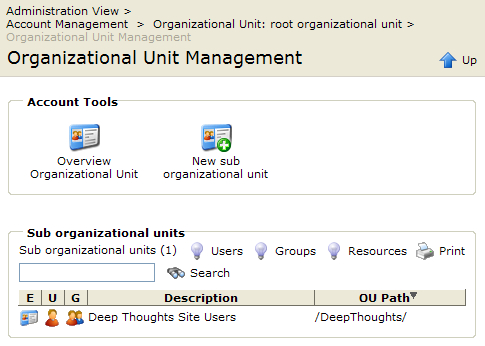 Administration View >
Account Management > Organizational Unit: root organizational unit >
Organizational Unit Management
Organizational Unit Management
Up
Account Tools
Overview
Organizational Unit
New sub
organizational unit
Sub organizational units
Sub organizational units (1) Users Groups Resources Print
Search
E U G Description OU Path
Deep Thoughts Site Users /DeepThoughts/